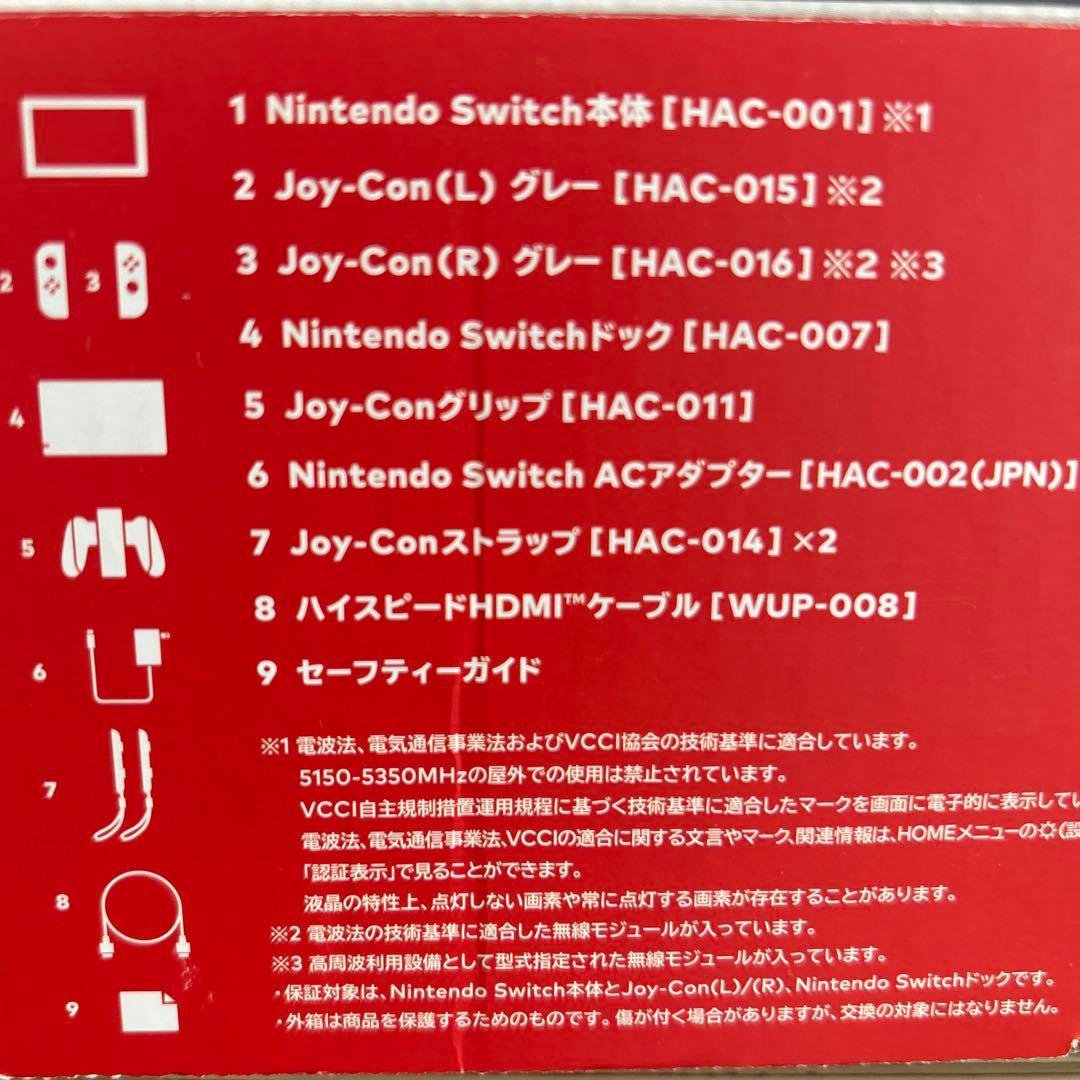 1 Nintendo Switch本体 [HAC-001] ※1
2 Joy-Con(L) グレー [HAC-015] ※2
3 Joy-Con(R) グレー [HAC-016] ※2 ※3
4 Nintendo Switchドック [HAC-007]
5 Joy-Conグリップ [HAC-011]
6 Nintendo Switch ACアダプター [HAC-002(JPN)]
7 Joy-Conストラップ [HAC-014] ×2
8 ハイスピードHDMI™ケーブル [WUP-008]
9 セーフティーガイド
2 3
4
5
6
7
8
9
※1 電波法、電気通信事業法およびVCCI協会の技術基準に適合しています。
5150-5350MHzの屋外での使用は禁止されています。
VCCI自主規制措置運用規程に基づく技術基準に適合したマークを画面に電子的に表示してい
電波法、電気通信事業法、VCCIの適合に関する文言やマーク、関連情報は、HOMEメニューの(設
「認証表示」で見ることができます。
液晶の特性上、点灯しない画素や常に点灯する画素が存在することがあります。
※2 電波法の技術基準に適合した無線モジュールが入っています。
※3 高周波利用設備として型式指定された無線モジュールが入っています。
・保証対象は、Nintendo Switch本体とJoy-Con(L)/(R)、Nintendo Switchドックです。
・外箱は商品を保護するためのものです。傷が付く場合がありますが、交換の対象にはなりません。